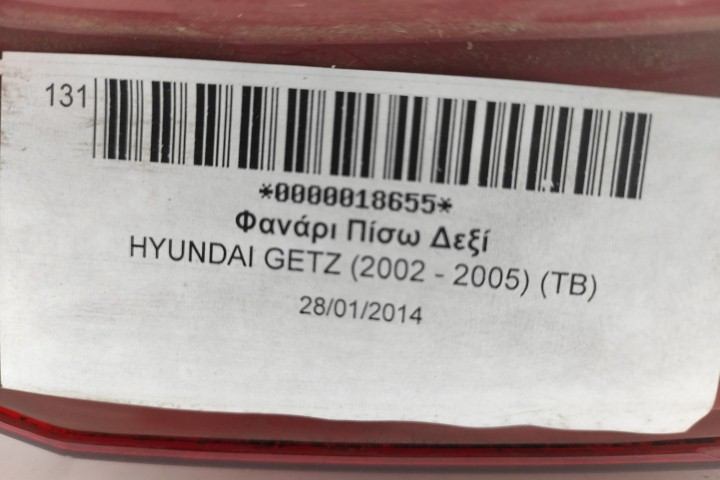 131
*0000018655*
Φανάρι Πίσω Δεξί
HYUNDAI GETZ (2002 - 2005) (TB)
28/01/2014